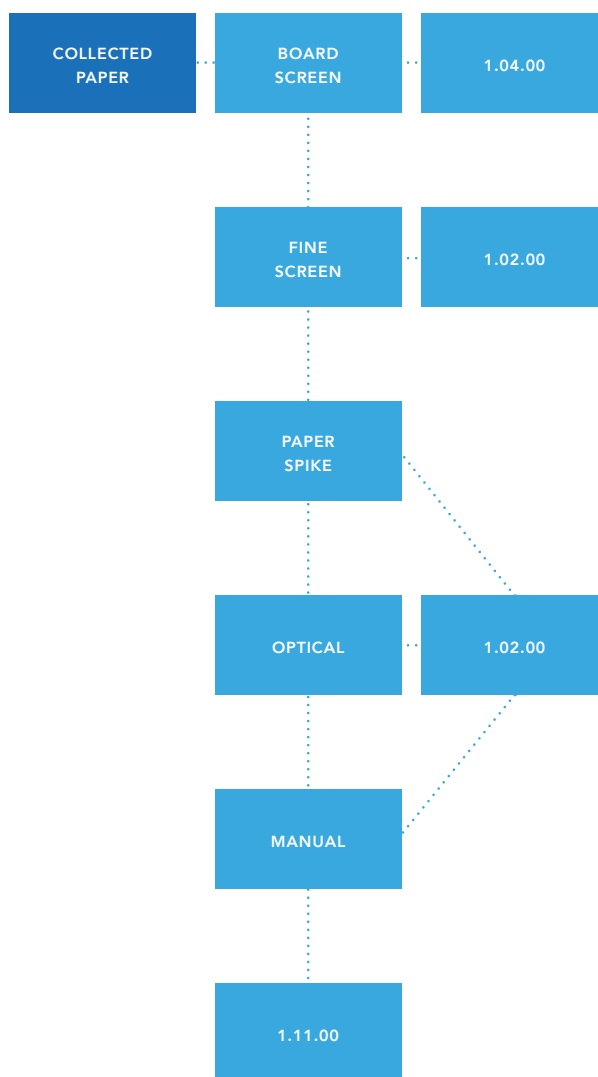 COLLECTED
PAPER
BOARD
SCREEN
1.04.00
FINE
SCREEN
1.02.00
PAPER
SPIKE
OPTICAL
1.02.00
MANUAL
1.11.00